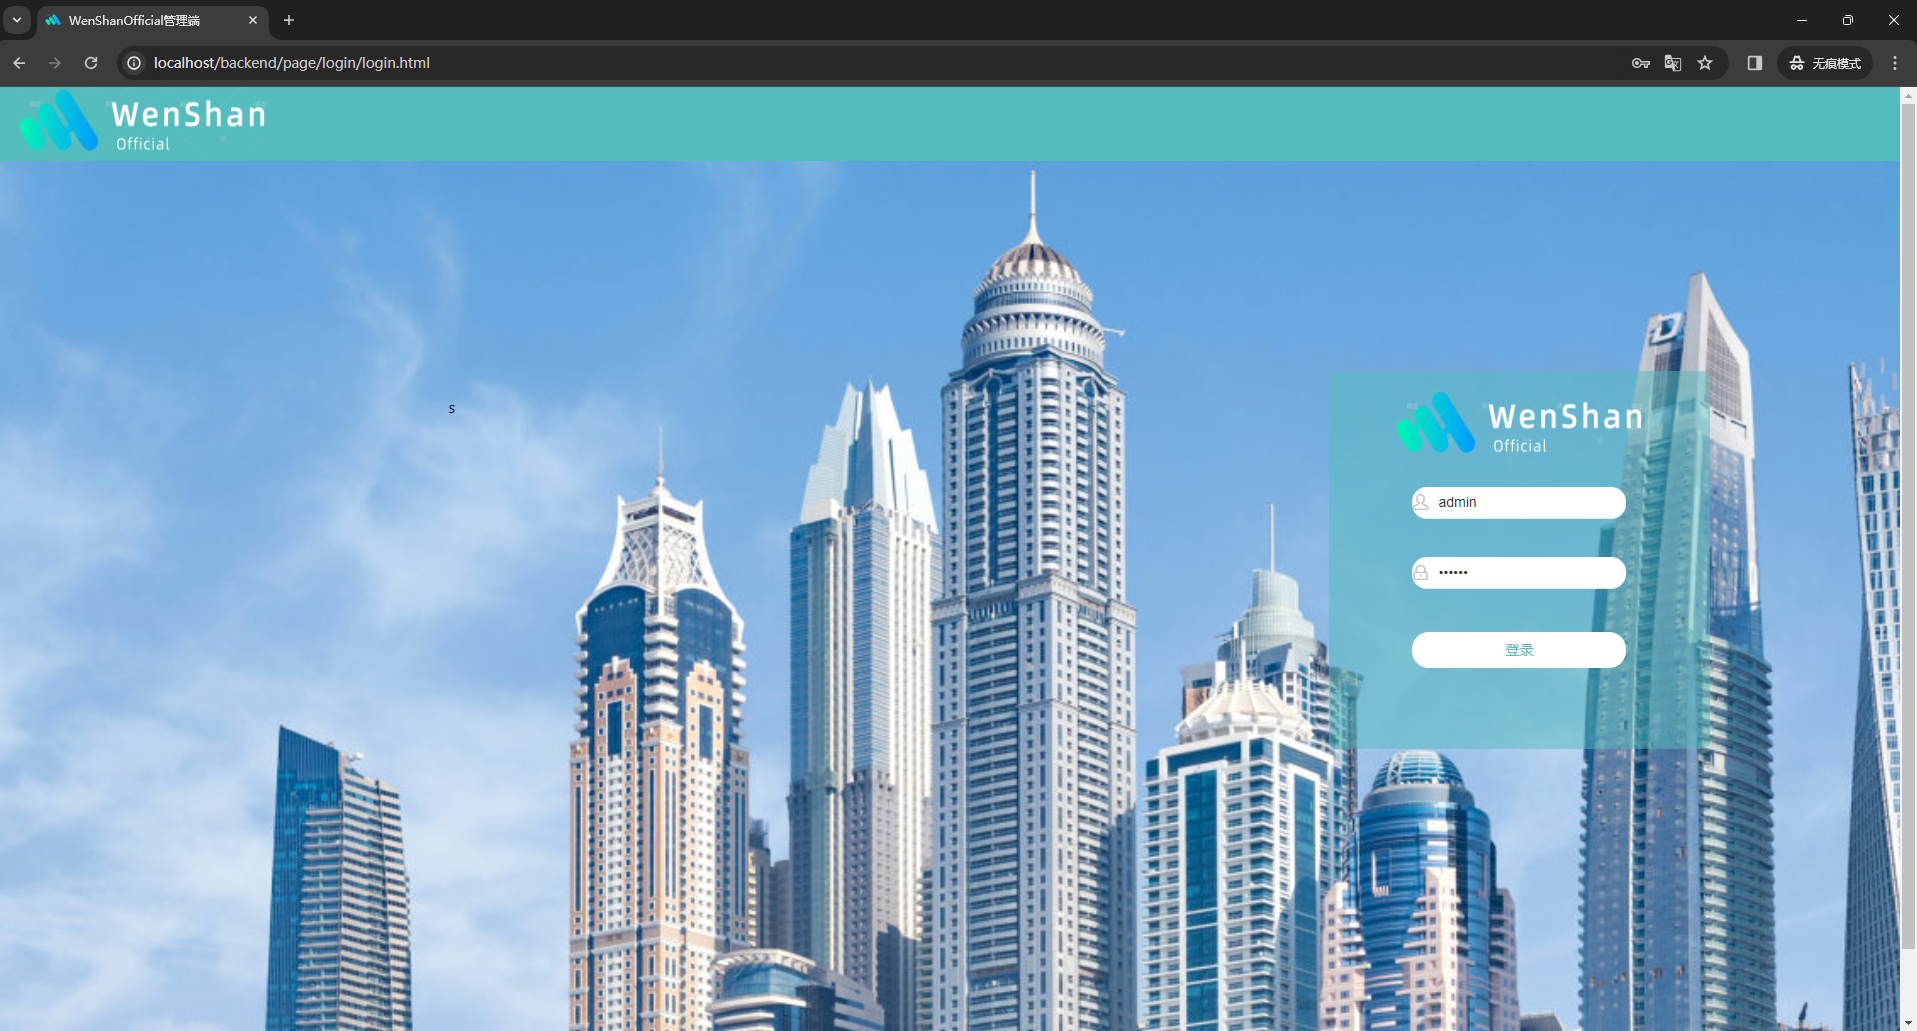 WenShanOfficial管理端
localhost/backend/page/login/login.html
无痕模式
WenShan
Official
s
WenShan
Official
admin
••••••
登录